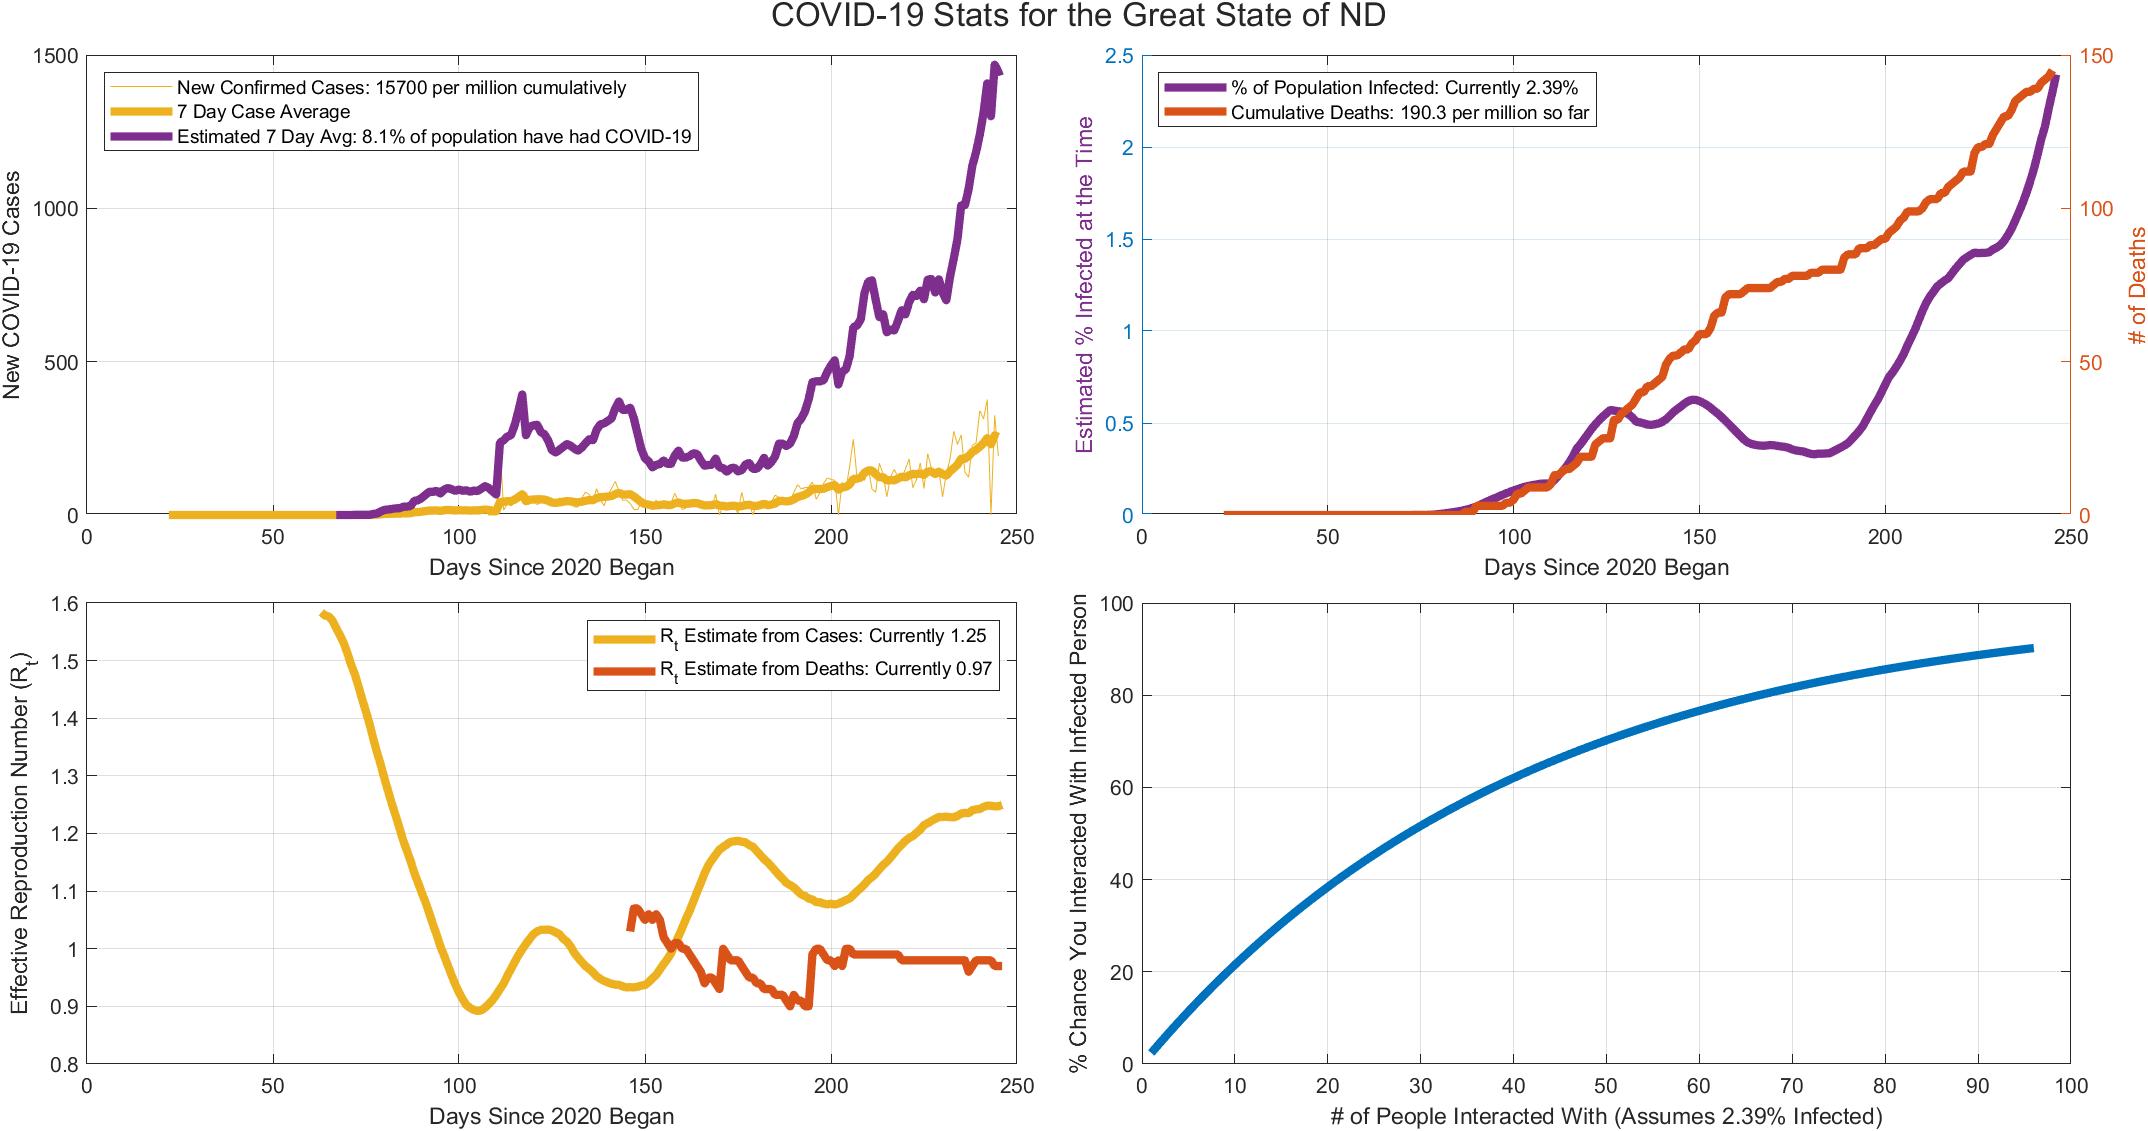 COVID-19 Stats for the Great State of ND
New COVID-19 Cases
1500
1000
500
0
New Confirmed Cases: 15700 per million cumulatively
7 Day Case Average
Estimated 7 Day Avg: 8.1% of population have had COVID-19
0 50 100 150 200 250
Days Since 2020 Began
Estimated % Infected at the Time
2.5
2
1.5
1
0.5
0
% of Population Infected: Currently 2.39%
Cumulative Deaths: 190.3 per million so far
150
100
50
0
# of Deaths
0 50 100 150 200 250
Days Since 2020 Began
Effective Reproduction Number (Rt)
1.6
1.5
1.4
1.3
1.2
1.1
1
0.9
0.8
Rt Estimate from Cases: Currently 1.25
Rt Estimate from Deaths: Currently 0.97
0 50 100 150 200 250
Days Since 2020 Began
% Chance You Interacted With Infected Person
100
80
60
40
20
0
0 10 20 30 40 50 60 70 80 90 100
# of People Interacted With (Assumes 2.39% Infected)